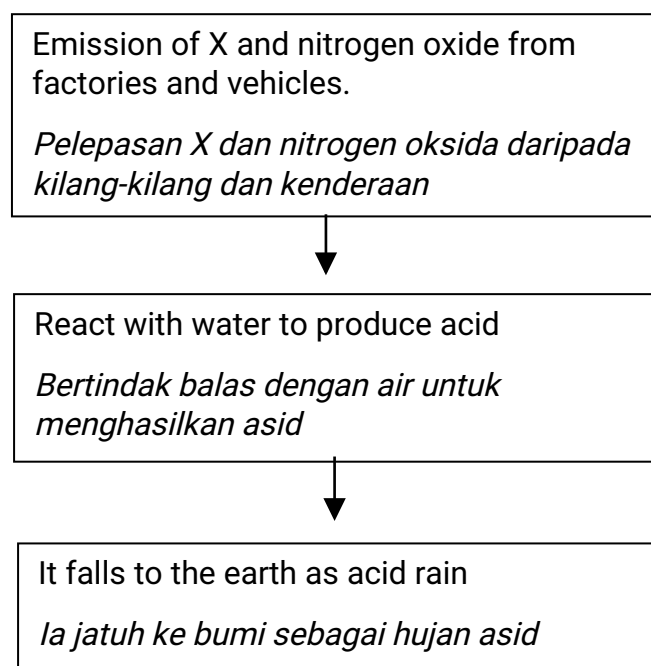 Emission of X and nitrogen oxide from
factories and vehicles.
Pelepasan X dan nitrogen oksida daripada
kilang-kilang dan kenderaan
React with water to produce acid
Bertindak balas dengan air untuk
menghasilkan asid
It falls to the earth as acid rain
Ia jatuh ke bumi sebagai hujan asid